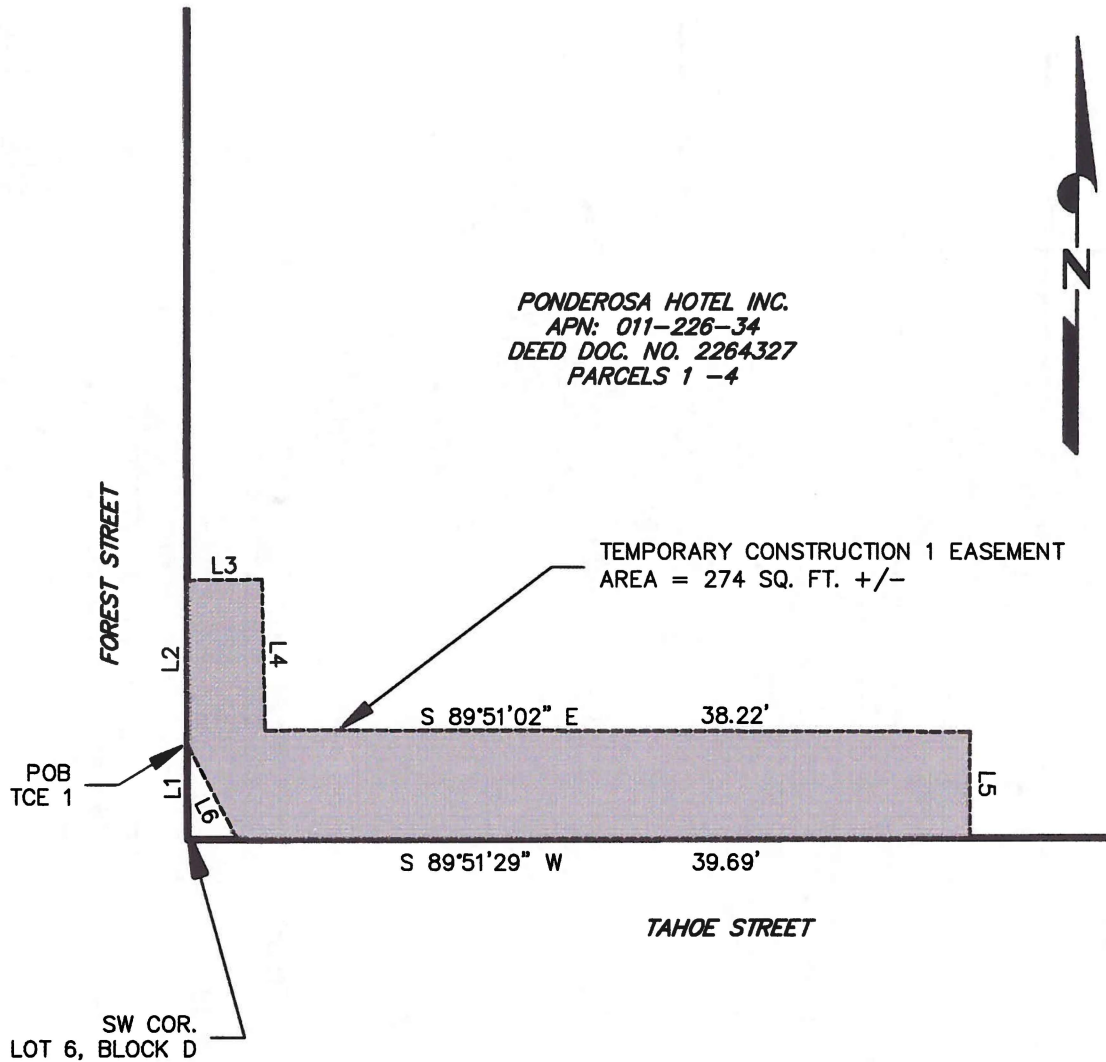 N
PONDEROSA HOTEL INC.
APN: 011-226-34
DEED DOC. NO. 2264327
PARCELS 1 -4
FOREST STREET
L3
TEMPORARY CONSTRUCTION 1 EASEMENT
AREA = 274 SQ. FT. +/-
L2
L4
S 89°51'02" E 38.22'
POB
TCE 1
L1
L6
L5
S 89°51'29" W 39.69'
TAHOE STREET
SW COR.
LOT 6, BLOCK D